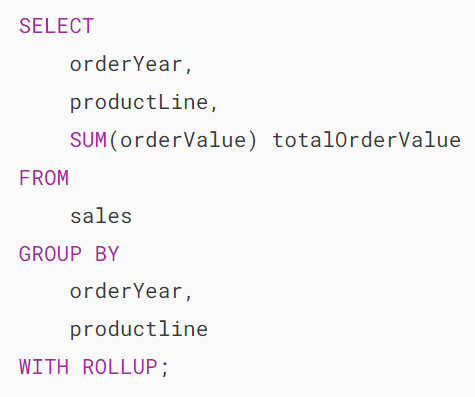 SELECT
orderYear,
productLine,
SUM(orderValue) totalOrderValue
FROM
sales
GROUP BY
orderYear,
productline
WITH ROLLUP;